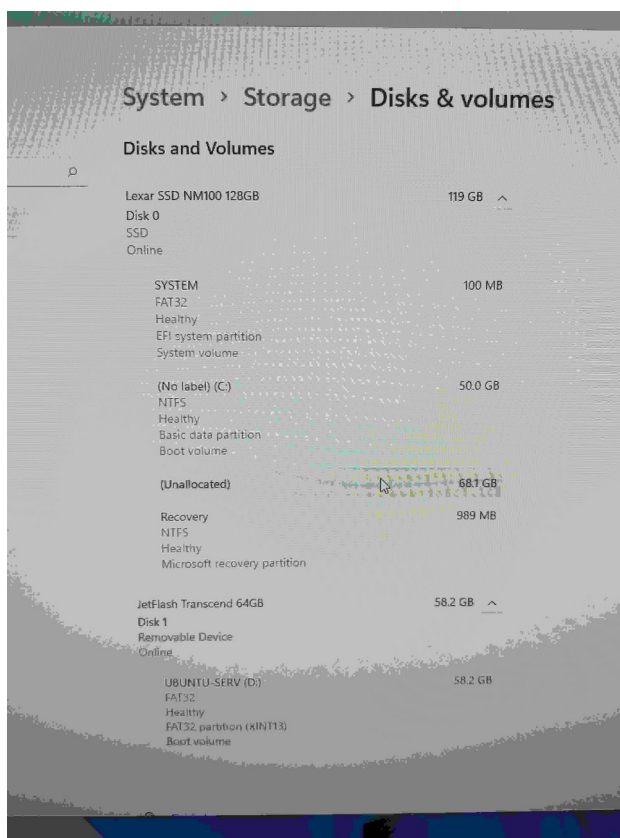 System > Storage > Disks & volumes
Disks and Volumes
Lexar SSD NM100 128GB 119 GB
Disk 0
SSD
Online
SYSTEM 100 MB
FAT32
Healthy
EFI system partition
System volume
(No label) (C:) 50.0 GB
NTFS
Healthy
Basic data partition
Boot volume
(Unallocated) 68.1 GB
Recovery 989 MB
NTFS
Healthy
Microsoft recovery partition
JetFlash Transcend 64GB 58.2 GB
Disk 1
Removable Device
Online
UBUNTU-SERV (D:) 58.2 GB
FAT32
Healthy
FAT32 partition (XINT13)
Boot volume